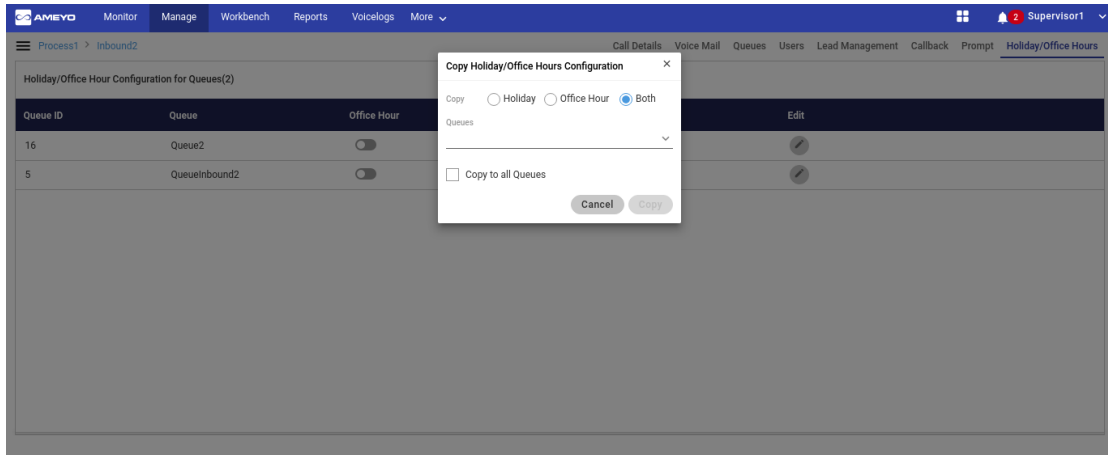 AMEYO Monitor Manage Workbench Reports Voicelogs More 2 Supervisor1
Process1 > Inbound2 Call Details Voice Mail Queues Users Lead Management Callback Prompt Holiday/Office Hours
Holiday/Office Hour Configuration for Queues(2)
Queue ID Queue Office Hour Edit
16 Queue2
5 QueueInbound2
Copy Holiday/Office Hours Configuration ×
Copy Holiday Office Hour Both
Queues
Copy to all Queues
Cancel Copy